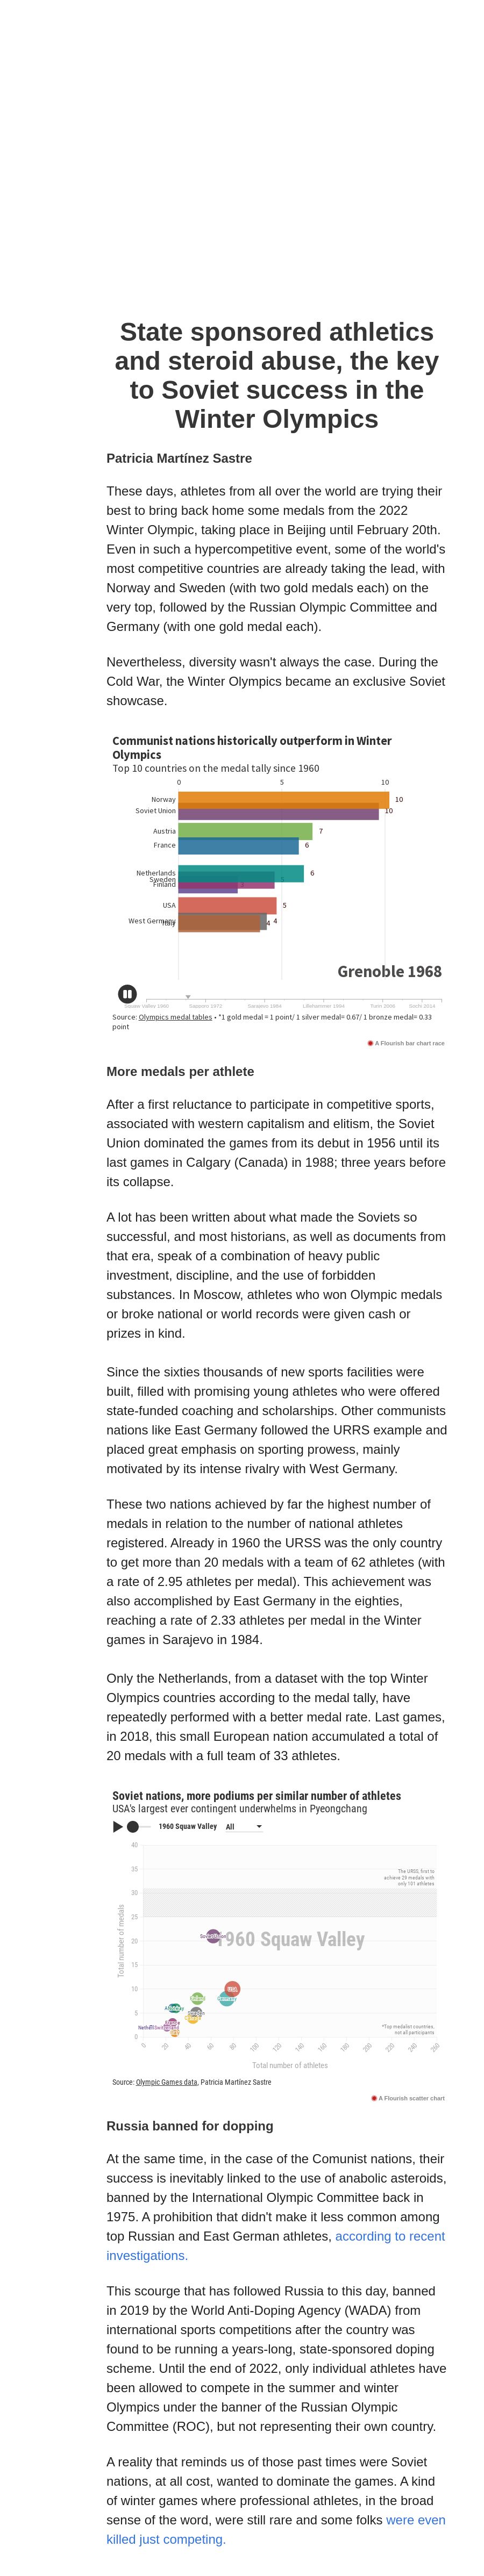 State sponsored athletics
and steroid abuse, the key
to Soviet success in the
Winter Olympics
Patricia Martínez Sastre
These days, athletes from all over the world are trying their
best to bring back home some medals from the 2022
Winter Olympic, taking place in Beijing until February 20th.
Even in such a hypercompetitive event, some of the world's
most competitive countries are already taking the lead, with
Norway and Sweden (with two gold medals each) on the
very top, followed by the Russian Olympic Committee and
Germany (with one gold medal each).
Nevertheless, diversity wasn't always the case. During the
Cold War, the Winter Olympics became an exclusive Soviet
showcase.
Communist nations historically outperform in Winter
Olympics
Top 10 countries on the medal tally since 1960
0 5 10
Norway 10
Soviet Union 10
Austria 7
France 6
Netherlands 6
Sweden 5
Finland
USA 5
West Germany 4
Italy 4
Grenoble 1968
Squaw Valley 1960 Sapporo 1972 Sarajevo 1984 Lillehammer 1994 Turin 2006 Sochi 2014
Source: Olympics medal tables • *1 gold medal = 1 point/ 1 silver medal= 0.67/ 1 bronze medal= 0.33
point
A Flourish bar chart race
More medals per athlete
After a first reluctance to participate in competitive sports,
associated with western capitalism and elitism, the Soviet
Union dominated the games from its debut in 1956 until its
last games in Calgary (Canada) in 1988; three years before
its collapse.
A lot has been written about what made the Soviets so
successful, and most historians, as well as documents from
that era, speak of a combination of heavy public
investment, discipline, and the use of forbidden
substances. In Moscow, athletes who won Olympic medals
or broke national or world records were given cash or
prizes in kind.
Since the sixties thousands of new sports facilities were
built, filled with promising young athletes who were offered
state-funded coaching and scholarships. Other communists
nations like East Germany followed the URRS example and
placed great emphasis on sporting prowess, mainly
motivated by its intense rivalry with West Germany.
These two nations achieved by far the highest number of
medals in relation to the number of national athletes
registered. Already in 1960 the URSS was the only country
to get more than 20 medals with a team of 62 athletes (with
a rate of 2.95 athletes per medal). This achievement was
also accomplished by East Germany in the eighties,
reaching a rate of 2.33 athletes per medal in the Winter
games in Sarajevo in 1984.
Only the Netherlands, from a dataset with the top Winter
Olympics countries according to the medal tally, have
repeatedly performed with a better medal rate. Last games,
in 2018, this small European nation accumulated a total of
20 medals with a full team of 33 athletes.
Soviet nations, more podiums per similar number of athletes
USA's largest ever contingent underwhelms in Pyeongchang
1960 Squaw Valley All
40
35
The URSS, first to
achieve 29 medals with
only 101 athletes
30
25
20
1960 Squaw Valley
15
10
5
*Top medalist countries,
not all participants
0
Total number of medals
0 20 40 60 80 100 120 140 160 180 200 220 240 260
Total number of athletes
Source: Olympic Games data, Patricia Martínez Sastre
A Flourish scatter chart
Russia banned for dopping
At the same time, in the case of the Comunist nations, their
success is inevitably linked to the use of anabolic asteroids,
banned by the International Olympic Committee back in
1975. A prohibition that didn't make it less common among
top Russian and East German athletes, according to recent
investigations.
This scourge that has followed Russia to this day, banned
in 2019 by the World Anti-Doping Agency (WADA) from
international sports competitions after the country was
found to be running a years-long, state-sponsored doping
scheme. Until the end of 2022, only individual athletes have
been allowed to compete in the summer and winter
Olympics under the banner of the Russian Olympic
Committee (ROC), but not representing their own country.
A reality that reminds us of those past times were Soviet
nations, at all cost, wanted to dominate the games. A kind
of winter games where professional athletes, in the broad
sense of the word, were still rare and some folks were even
killed just competing.